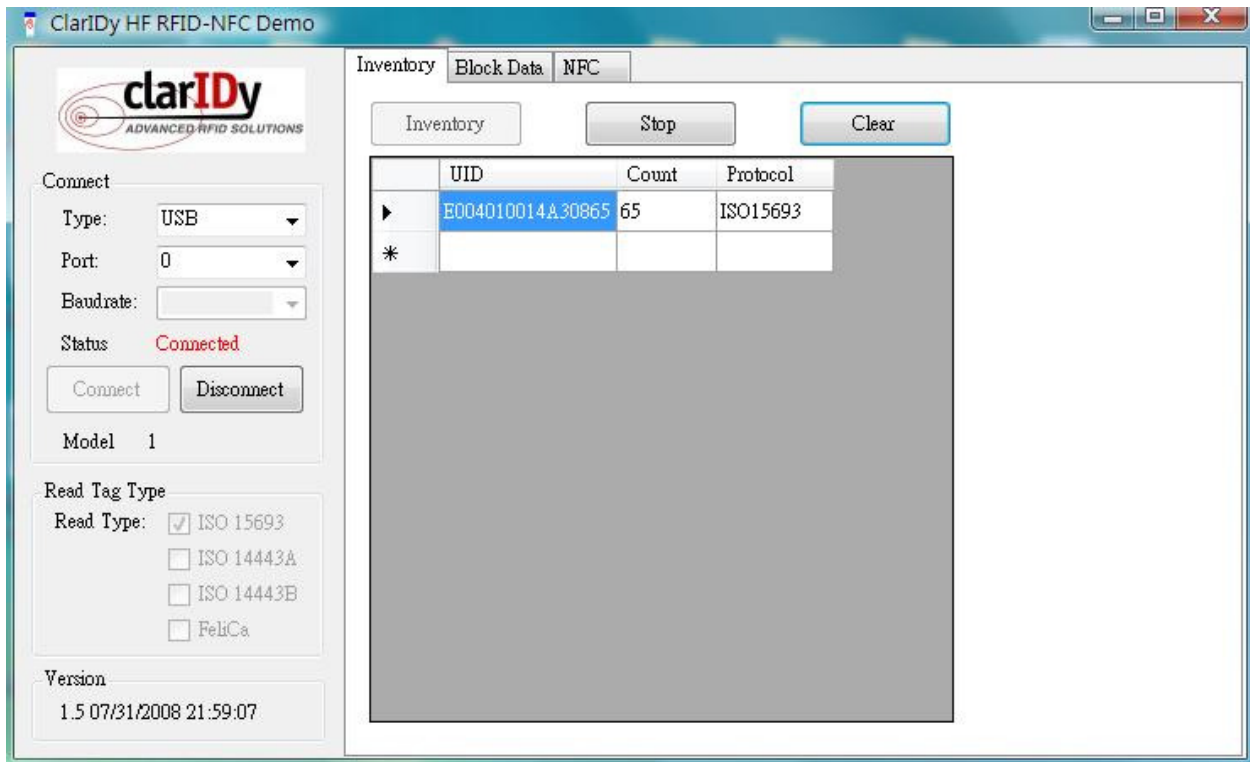 ClarIDy HF RFID-NFC Demo
clarIDy
ADVANCED RFID SOLUTIONS
Connect
Type: USB
Port: 0
Baudrate:
Status Connected
Connect Disconnect
Model 1
Read Tag Type
Read Type: ISO 15693
ISO 14443A
ISO 14443B
FeliCa
Version
1.5 07/31/2008 21:59:07
Inventory Block Data NFC
Inventory Stop Clear
UID Count Protocol
E004010014A30865 65 ISO15693